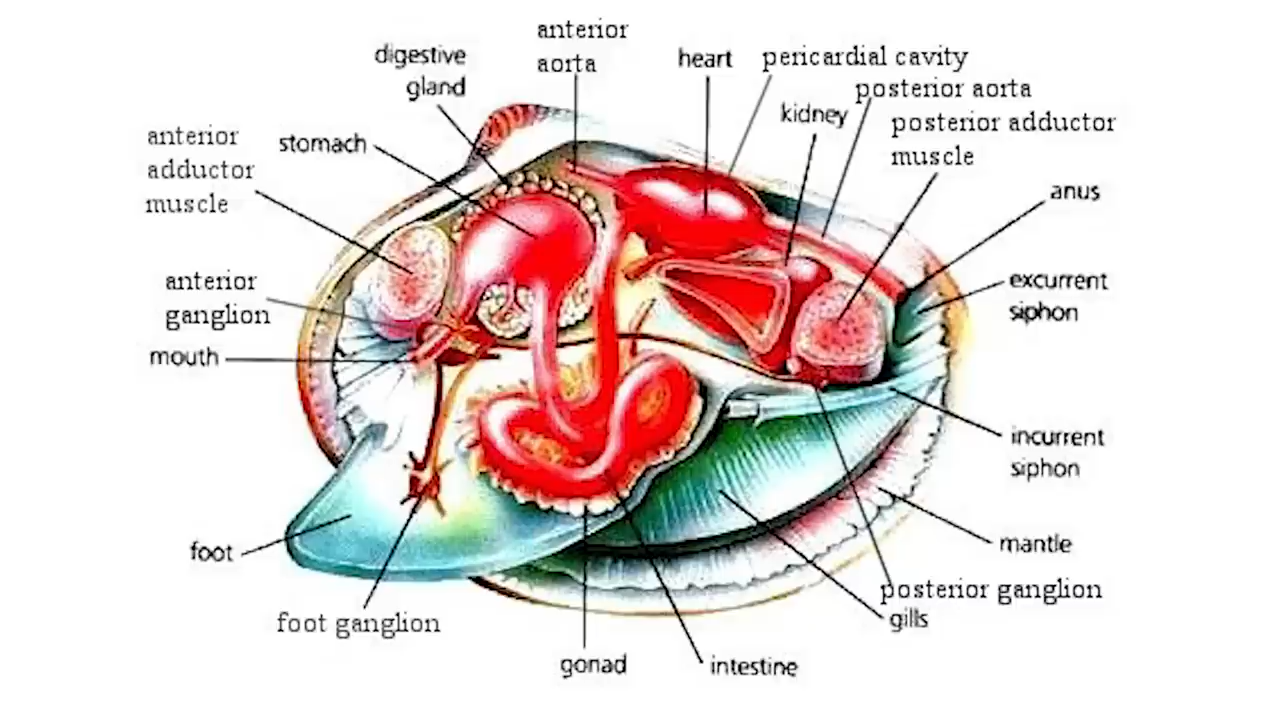 anterior
aorta
digestive
gland
heart
pericardial cavity
posterior aorta
kidney
posterior adductor
muscle
anterior
adductor
muscle
stomach
anus
anterior
ganglion
excurrent
siphon
mouth
incurrent
siphon
foot
mantle
posterior ganglion
gills
foot ganglion
gonad
intestine